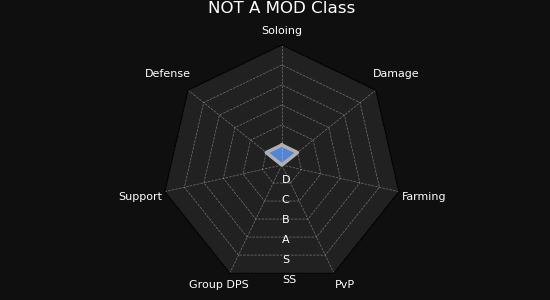 NOT A MOD Class
Soloing
Defense
Damage
Support
Farming
D
C
B
A
S
SS
Group DPS
PvP